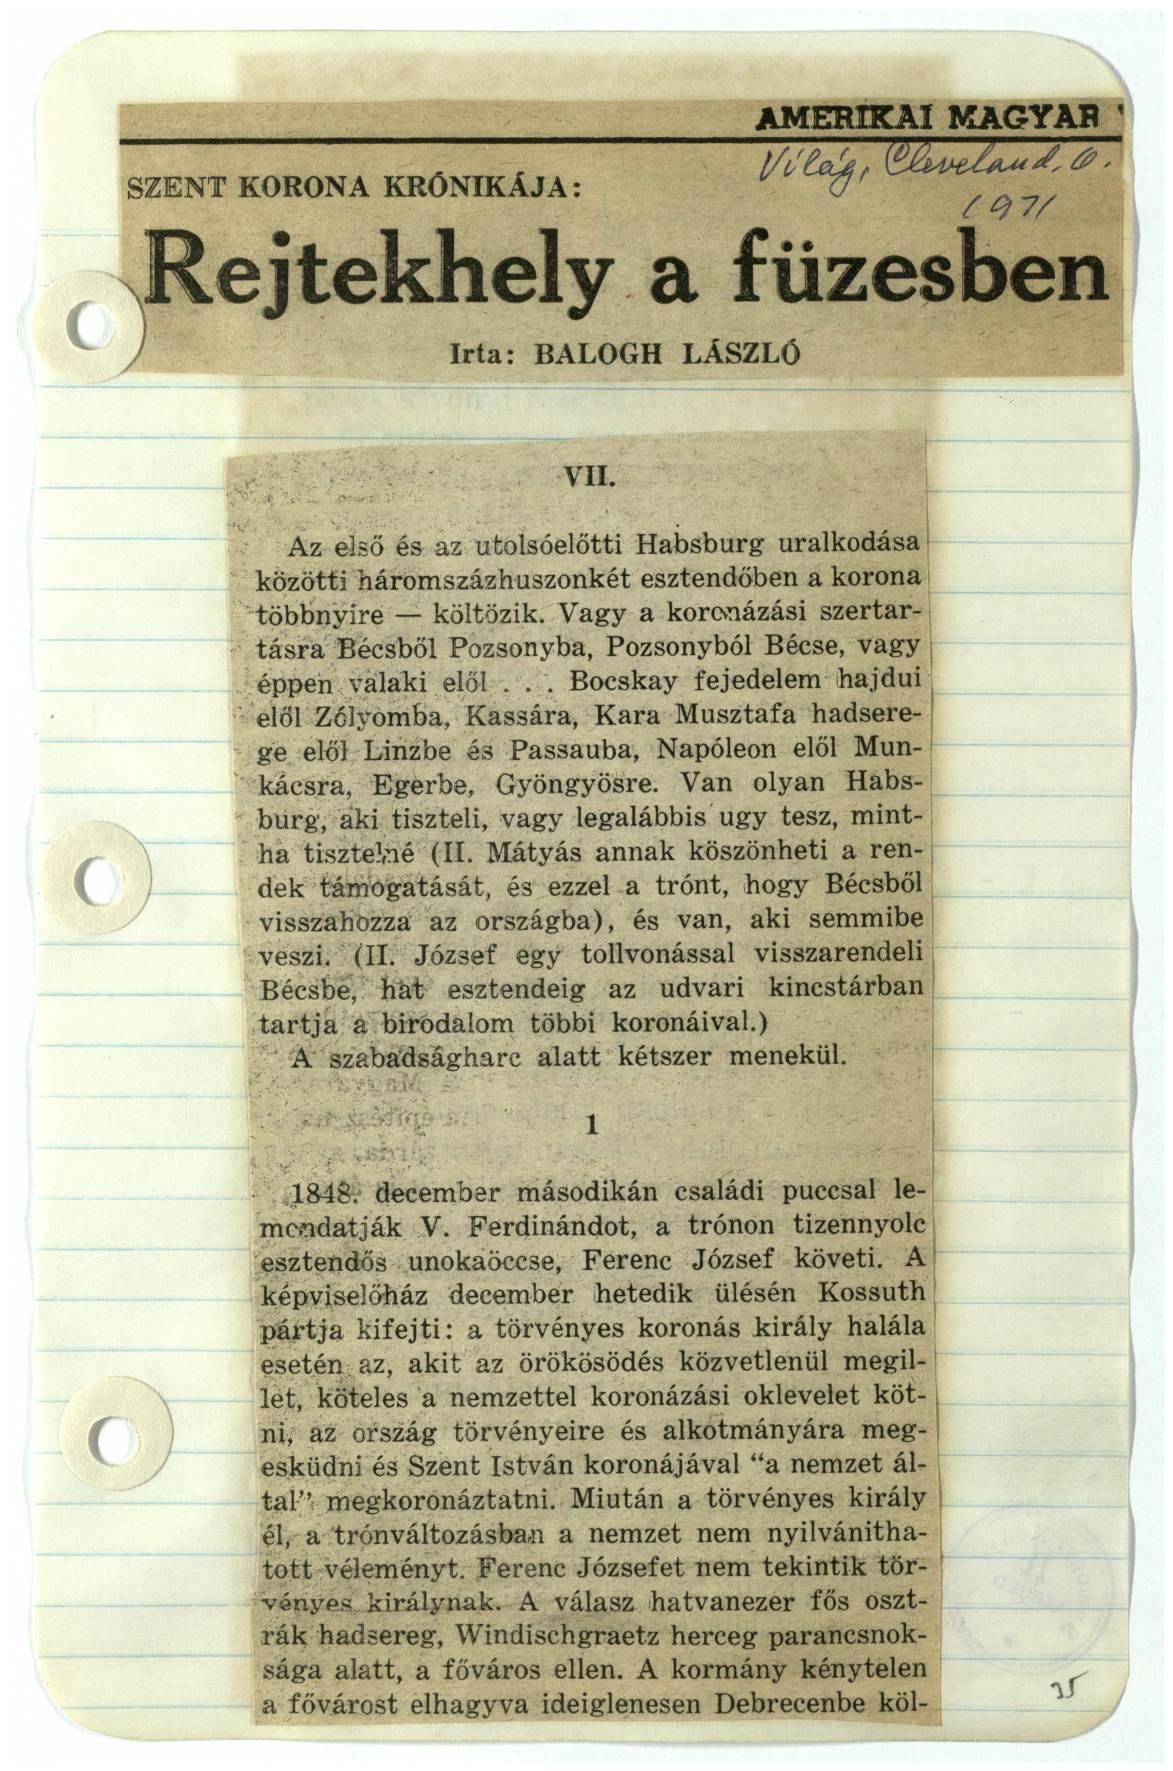 AMERIKAI MAGYAR
Világ, Cleveland. O.
1971
SZENT KORONA KRÓNIKÁJA:
Rejtekhely a füzesben
Irta: BALOGH LÁSZLÓ
VII.
Az első és az utolsóelőtti Habsburg uralkodása
közötti háromszázhuszonkét esztendőben a korona
többnyire — költözik. Vagy a koronázási szertar-
tásra Bécsből Pozsonyba, Pozsonyból Bécse, vagy
éppen valaki elől . . . Bocskay fejedelem hajdui
elől Zólyomba, Kassára, Kara Musztafa hadsere-
ge elől Linzbe és Passauba, Napóleon elől Mun-
kácsra, Egerbe, Gyöngyösre. Van olyan Habs-
burg, aki tiszteli, vagy legalábbis ugy tesz, mint-
ha tisztelné (II. Mátyás annak köszönheti a ren-
dek támogatását, és ezzel a trónt, hogy Bécsből
visszahozza az országba), és van, aki semmibe
veszi. (II. József egy tollvonással visszarendeli
Bécsbe, hat esztendeig az udvari kincstárban
tartja a birodalom többi koronáival.)
A szabadságharc alatt kétszer menekül.
1
1848. december másodikán családi puccsal le-
mondatják V. Ferdinándot, a trónon tizennyolc
esztendős unokaöccse, Ferenc József követi. A
képviselőház december hetedik ülésén Kossuth
pártja kifejti: a törvényes koronás király halála
esetén az, akit az örökösödés közvetlenül megil-
let, köteles a nemzettel koronázási oklevelet köt-
ni, az ország törvényeire és alkotmányára meg-
esküdni és Szent István koronájával “a nemzet ál-
tal” megkoronáztatni. Miután a törvényes király
él, a trónváltozásban a nemzet nem nyilvánitha-
tott véleményt. Ferenc Józsefet nem tekintik tör-
vényes királynak. A válasz hatvanezer fős oszt-
rák hadsereg, Windischgraetz herceg parancsnok-
sága alatt, a főváros ellen. A kormány kénytelen
a fővárost elhagyva ideiglenesen Debrecenbe köl-
35